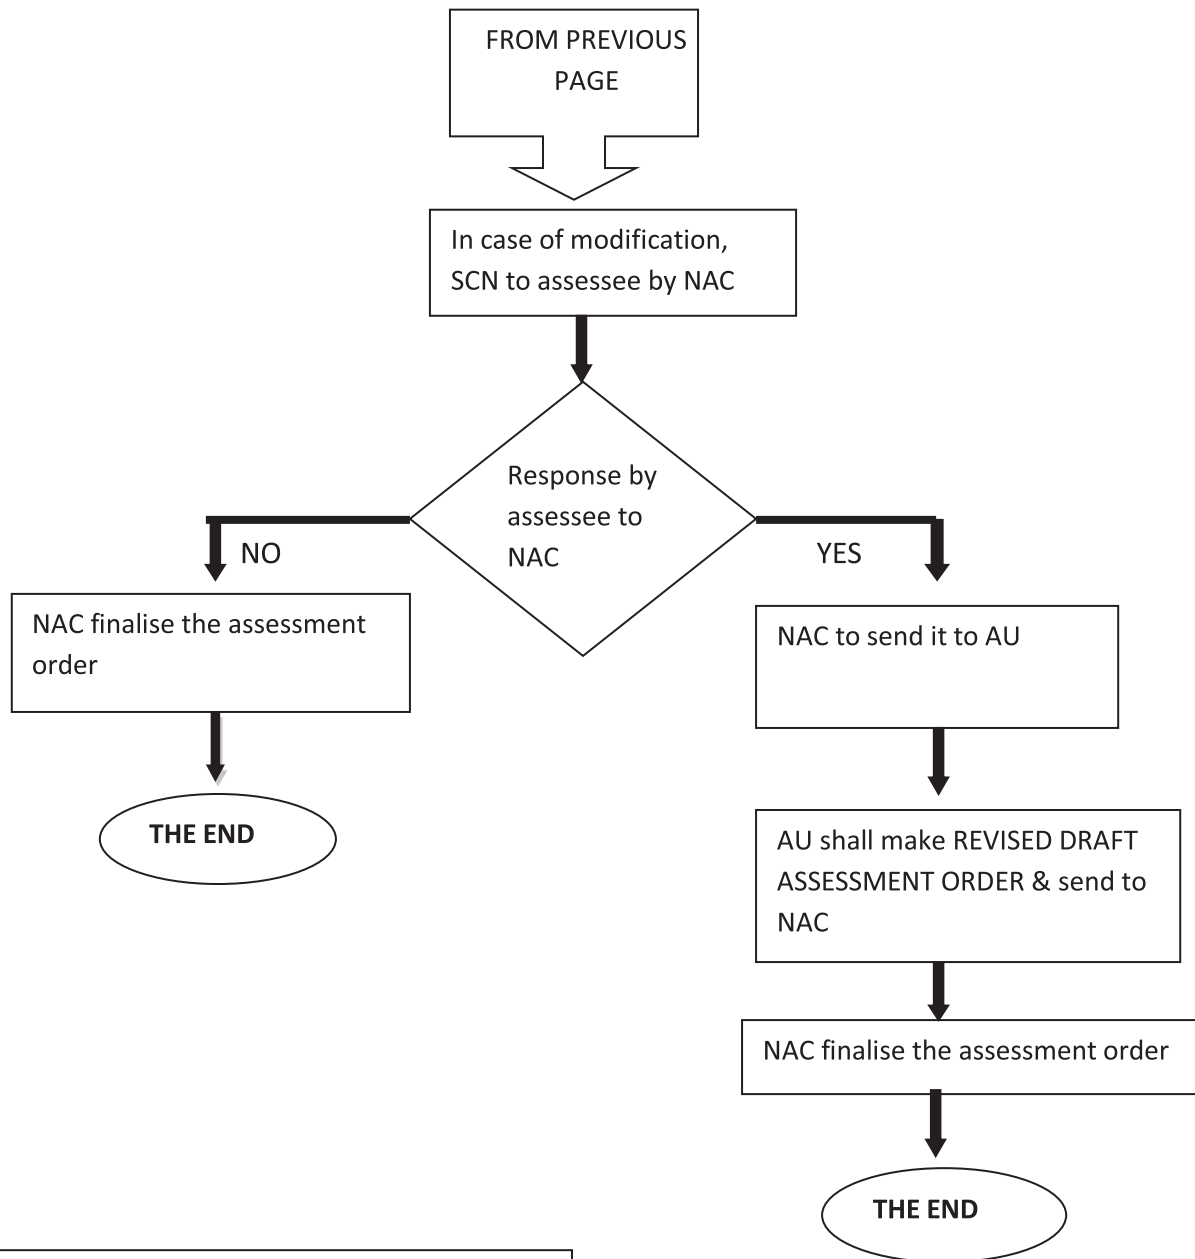 FROM PREVIOUS
PAGE
In case of modification,
SCN to assessee by NAC
Response by
assessee to
NAC
NO
YES
NAC finalise the assessment
order
NAC to send it to AU
THE END
AU shall make REVISED DRAFT
ASSESSMENT ORDER & send to
NAC
NAC finalise the assessment order
THE END